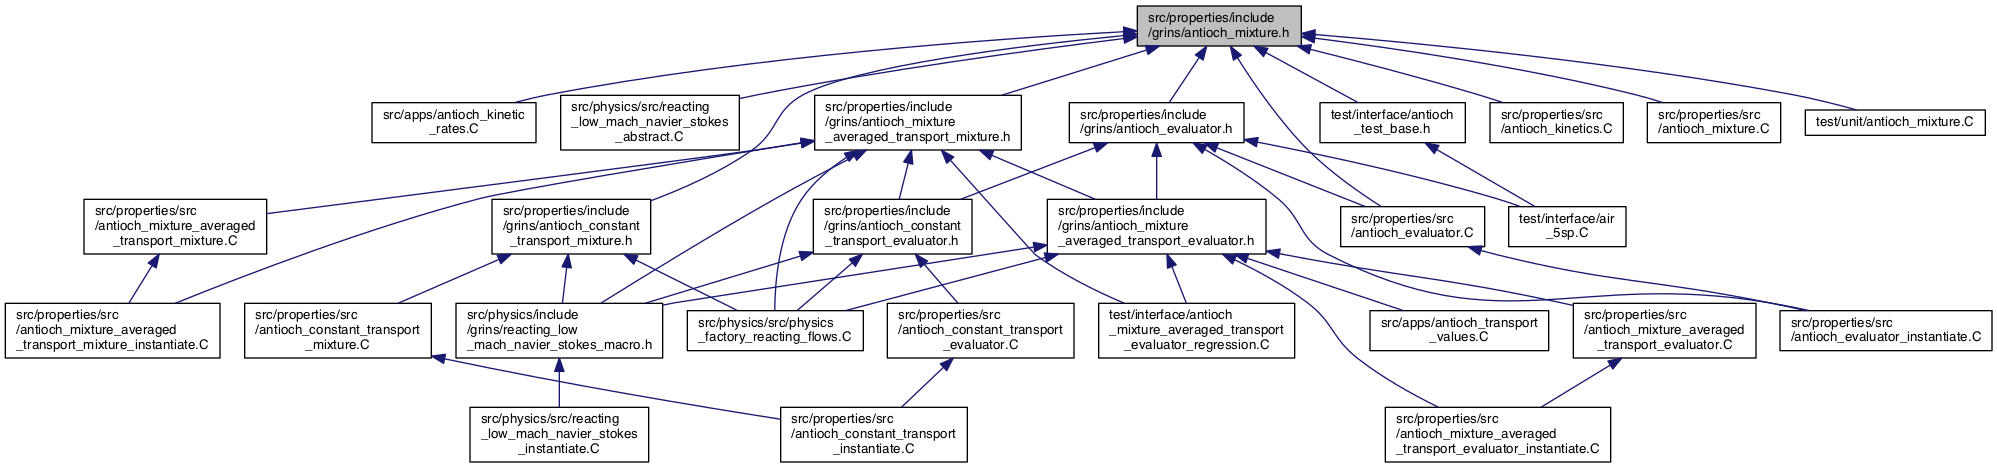 src/properties/include
/grins/antioch_mixture.h
src/apps/antioch_kinetic
_rates.C
src/physics/src/reacting
_low_mach_navier_stokes
_abstract.C
src/properties/include
/grins/antioch_mixture
_averaged_transport_mixture.h
src/properties/include
/grins/antioch_evaluator.h
test/interface/antioch
_test_base.h
src/properties/src
/antioch_kinetics.C
src/properties/src
/antioch_mixture.C
test/unit/antioch_mixture.C
src/properties/src
/antioch_mixture_averaged
_transport_mixture.C
src/properties/include
/grins/antioch_constant
_transport_mixture.h
src/properties/include
/grins/antioch_constant
_transport_evaluator.h
src/properties/include
/grins/antioch_mixture
_averaged_transport_evaluator.h
src/properties/src
/antioch_evaluator.C
test/interface/air
_5sp.C
src/properties/src
/antioch_mixture_averaged
_transport_mixture_instantiate.C
src/properties/src
/antioch_constant_transport
_mixture.C
src/physics/include
/grins/reacting_low
_mach_navier_stokes_macro.h
src/physics/src/physics
_factory_reacting_flows.C
src/properties/src
/antioch_constant_transport
_evaluator.C
test/interface/antioch
_mixture_averaged_transport
_evaluator_regression.C
src/apps/antioch_transport
_values.C
src/properties/src
/antioch_mixture_averaged
_transport_evaluator.C
src/properties/src
/antioch_evaluator_instantiate.C
src/physics/src/reacting
_low_mach_navier_stokes
_instantiate.C
src/properties/src
/antioch_constant_transport
_instantiate.C
src/properties/src
/antioch_mixture_averaged
_transport_evaluator_instantiate.C